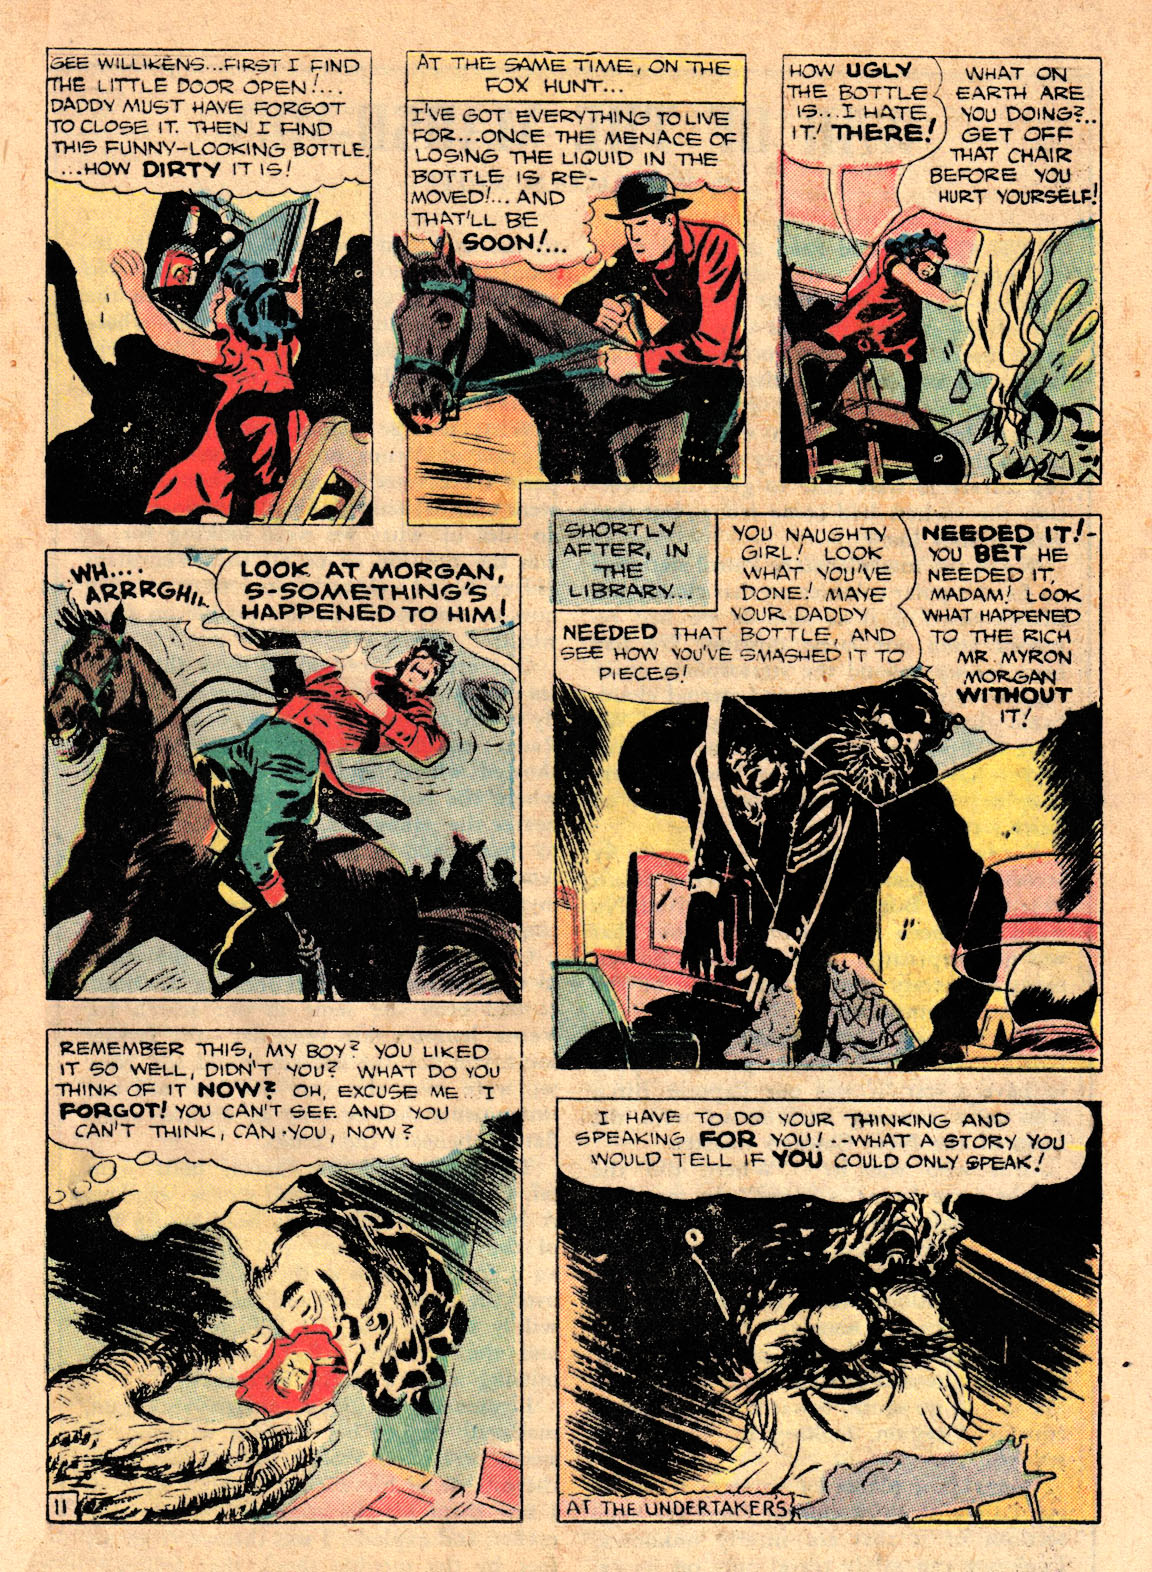 GEE WILLIKENS...FIRST I FIND
THE LITTLE DOOR OPEN!...
DADDY MUST HAVE FORGOT
TO CLOSE IT. THEN I FIND
THIS FUNNY-LOOKING BOTTLE.
...HOW DIRTY IT IS!
AT THE SAME TIME, ON THE
FOX HUNT...
I'VE GOT EVERYTHING TO LIVE
FOR...ONCE THE MENACE OF
LOSING THE LIQUID IN THE
BOTTLE IS RE-
MOVED!...AND
THAT'LL BE
SOON!...
HOW UGLY
THE BOTTLE
IS...I HATE
IT! THERE!
WHAT ON
EARTH ARE
YOU DOING?..
GET OFF
THAT CHAIR
BEFORE YOU
HURT YOURSELF!
WH....
ARRRGH!!..
LOOK AT MORGAN,
S-SOMETHING'S
HAPPENED TO HIM!
SHORTLY
AFTER, IN
THE
LIBRARY...
YOU NAUGHTY
GIRL! LOOK
WHAT YOU'VE
DONE! MAYE
YOUR DADDY
NEEDED THAT BOTTLE, AND
SEE HOW YOU'VE SMASHED IT TO
PIECES!
NEEDED IT!-
YOU BET HE
NEEDED IT,
MADAM! LOOK
WHAT HAPPENED
TO THE RICH
MR. MYRON
MORGAN
WITHOUT
IT!
REMEMBER THIS, MY BOY? YOU LIKED
IT SO WELL, DIDN'T YOU? WHAT DO YOU
THINK OF IT NOW? OH, EXCUSE ME.. I
FORGOT! YOU CAN'T SEE AND YOU
CAN'T THINK, CAN YOU, NOW?
11
I HAVE TO DO YOUR THINKING AND
SPEAKING FOR YOU!--WHAT A STORY YOU
WOULD TELL IF YOU COULD ONLY SPEAK!
AT THE UNDERTAKER'S